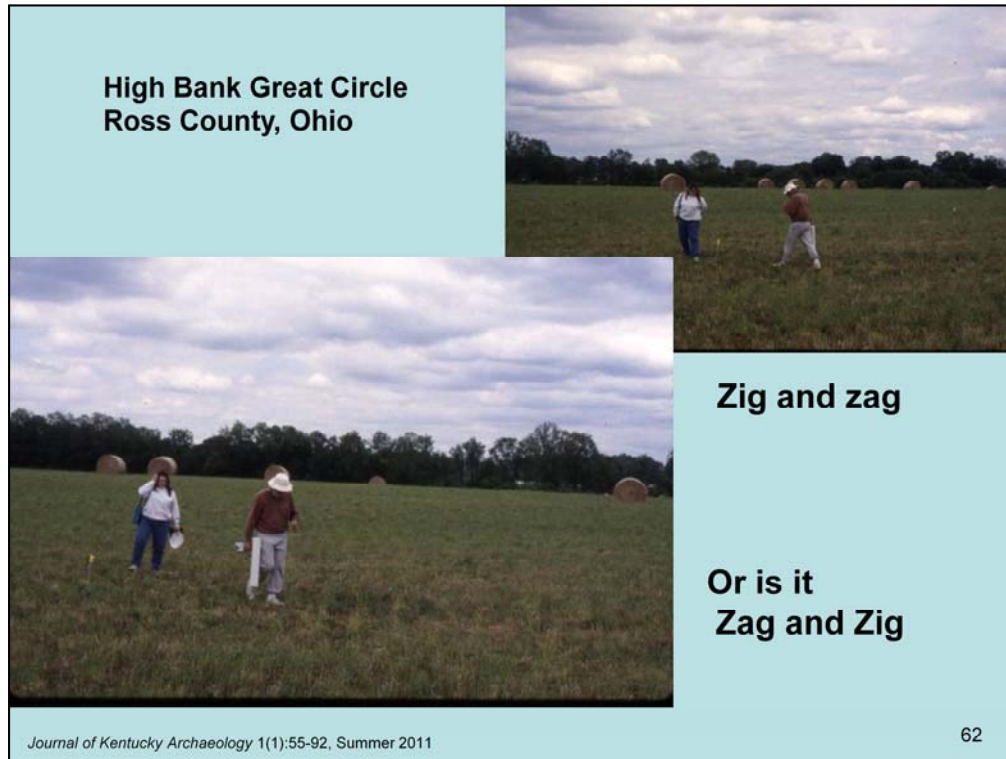 High Bank Great Circle
Ross County, Ohio
Zig and zag
Or is it
Zag and Zig
Journal of Kentucky Archaeology 1(1):55-92, Summer 2011
62